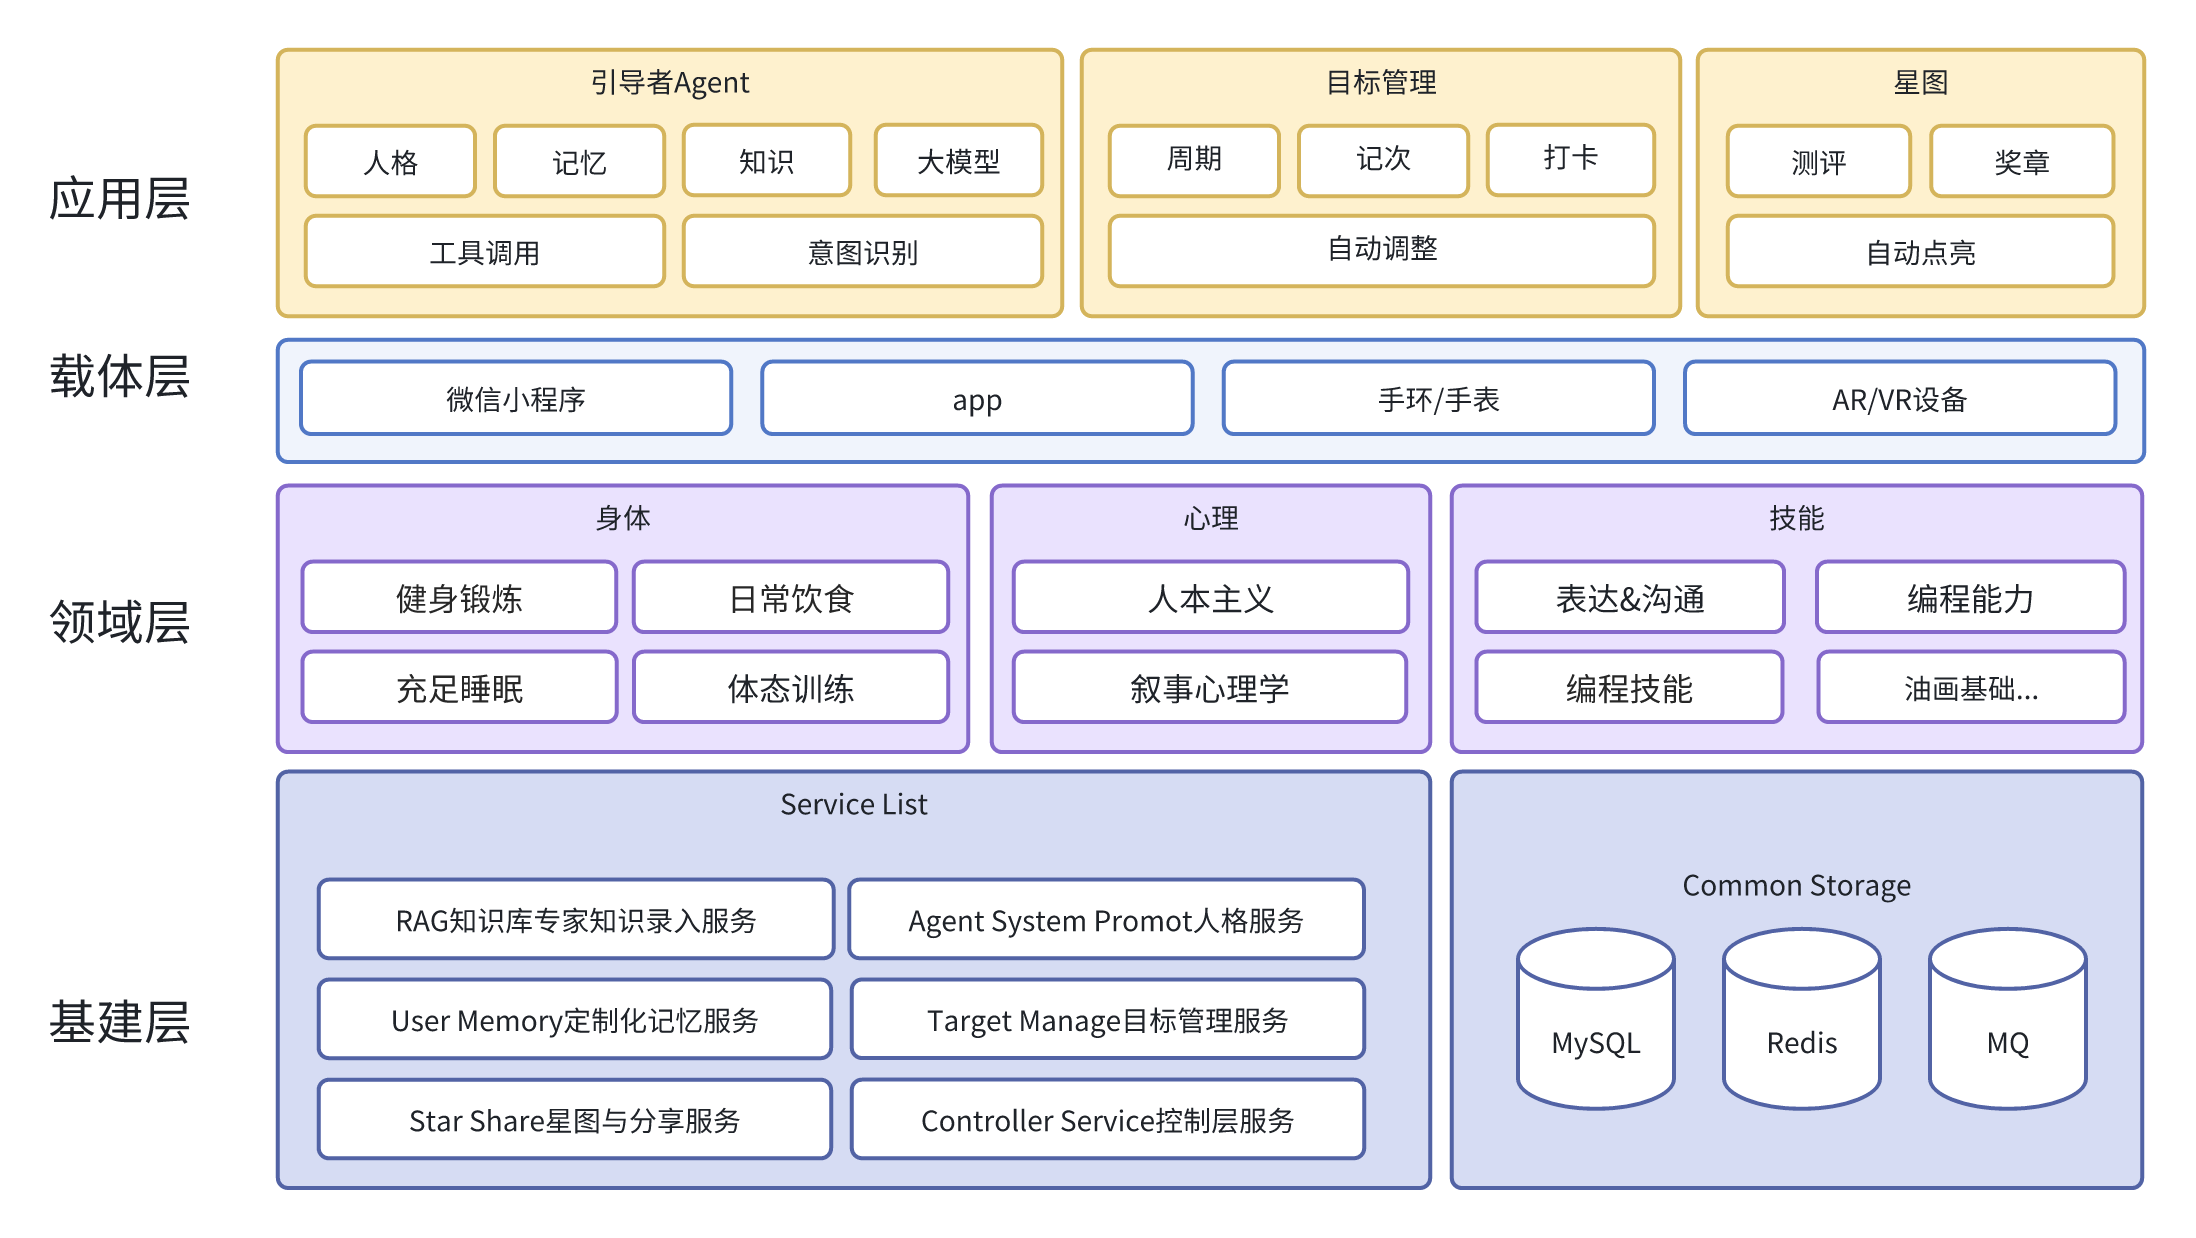 应用层
引导者Agent
人格
记忆
知识
大模型
工具调用
意图识别
目标管理
周期
记次
打卡
自动调整
星图
测评
奖章
自动点亮
载体层
微信小程序
app
手环/手表
AR/VR设备
领域层
身体
健身锻炼
日常饮食
充足睡眠
体态训练
心理
人本主义
叙事心理学
技能
表达&沟通
编程能力
编程技能
油画基础...
基建层
Service List
RAG知识库专家知识录入服务
Agent System Promot人格服务
User Memory定制化记忆服务
Target Manage目标管理服务
Star Share星图与分享服务
Controller Service控制层服务
Common Storage
MySQL
Redis
MQ